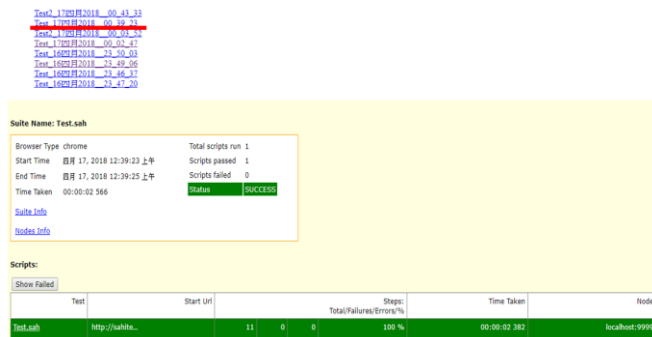 Test2_17四月2018__00_43_33
Test_17四月2018__00_39_23
Test2_17四月2018__00_03_52
Test_17四月2018__00_02_47
Test_16四月2018__23_50_03
Test_16四月2018__23_49_06
Test_16四月2018__23_46_37
Test_16四月2018__23_47_20
Suite Name: Test.sah
Browser Type chrome Total scripts run 1
Start Time 四月 17, 2018 12:39:23 上午 Scripts passed 1
End Time 四月 17, 2018 12:39:25 上午 Scripts failed 0
Time Taken 00:00:02 566 Status SUCCESS
Suite Info
Nodes Info
Scripts:
Show Failed
Test Start Url Steps: Time Taken Node
Total/Failures/Errors/%
Test.sah http://sahite... 11 0 0 100 % 00:00:02 382 localhost:9999